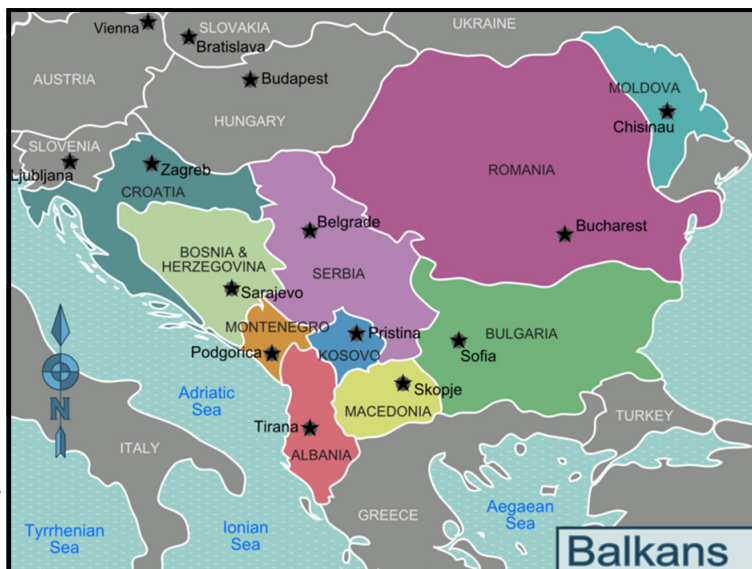 Vienna
SLOVAKIA
UKRAINE
Bratislava
AUSTRIA
Budapest
MOLDOVA
HUNGARY
Chisinau
SLOVENIA
Ljubljana
Zagreb
ROMANIA
CROATIA
Belgrade
Bucharest
BOSNIA &
HERZEGOVINA
SERBIA
Sarajevo
MONTENEGRO
Pristina
BULGARIA
Podgorica
KOSOVO
Sofia
Adriatic
Sea
Skopje
N
MACEDONIA
TURKEY
Tirana
ITALY
ALBANIA
GREECE
Aegaean
Sea
Tyrrhenian
Sea
Ionian
Sea
Balkans